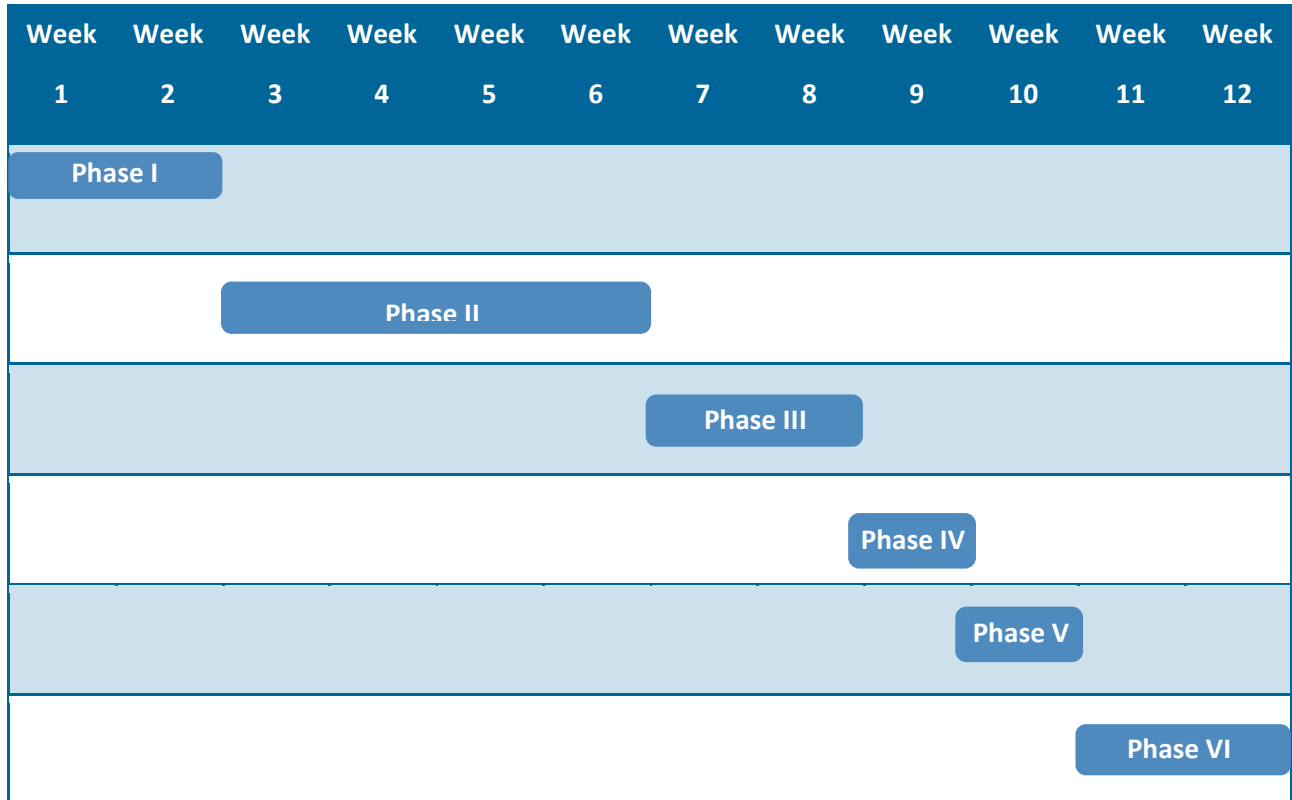 Week Week Week Week Week Week Week Week Week Week Week Week
1 2 3 4 5 6 7 8 9 10 11 12
Phase I
Phase II
Phase III
Phase IV
Phase V
Phase VI